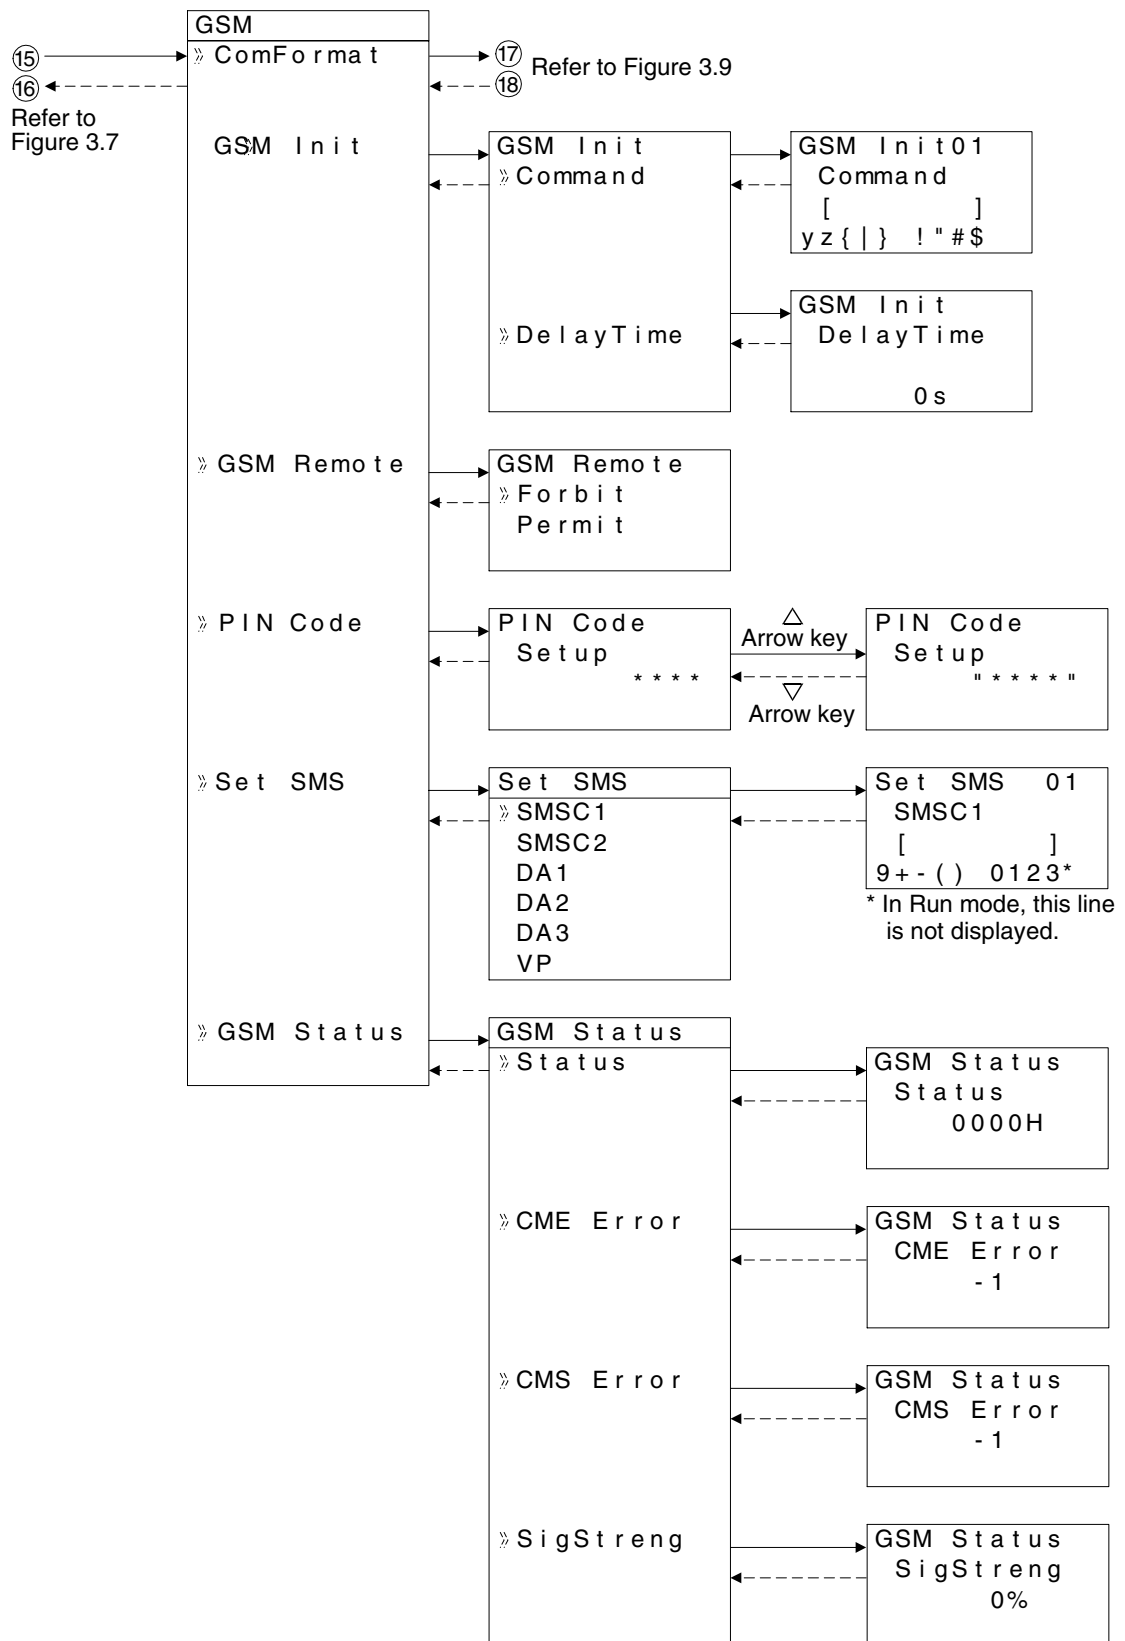 GSM
⑮
» ComFormat
⑰
Refer to Figure 3.9
⑯
⑱
Refer to
Figure 3.7
GSM Init
GSM Init
» Command
GSM Init01
Command
[ ]
yz{|} !"#$
» DelayTime
GSM Init
DelayTime
0s
» GSM Remote
GSM Remote
» Forbit
Permit
» PIN Code
PIN Code
Setup
****
△
Arrow key
▽
Arrow key
PIN Code
Setup
"****"
» Set SMS
Set SMS
» SMSC1
SMSC2
DA1
DA2
DA3
VP
Set SMS 01
SMSC1
[ ]
9+-() 0123*
* In Run mode, this line
is not displayed.
» GSM Status
GSM Status
» Status
GSM Status
Status
0000H
» CME Error
GSM Status
CME Error
-1
» CMS Error
GSM Status
CMS Error
-1
» SigStreng
GSM Status
SigStreng
0%